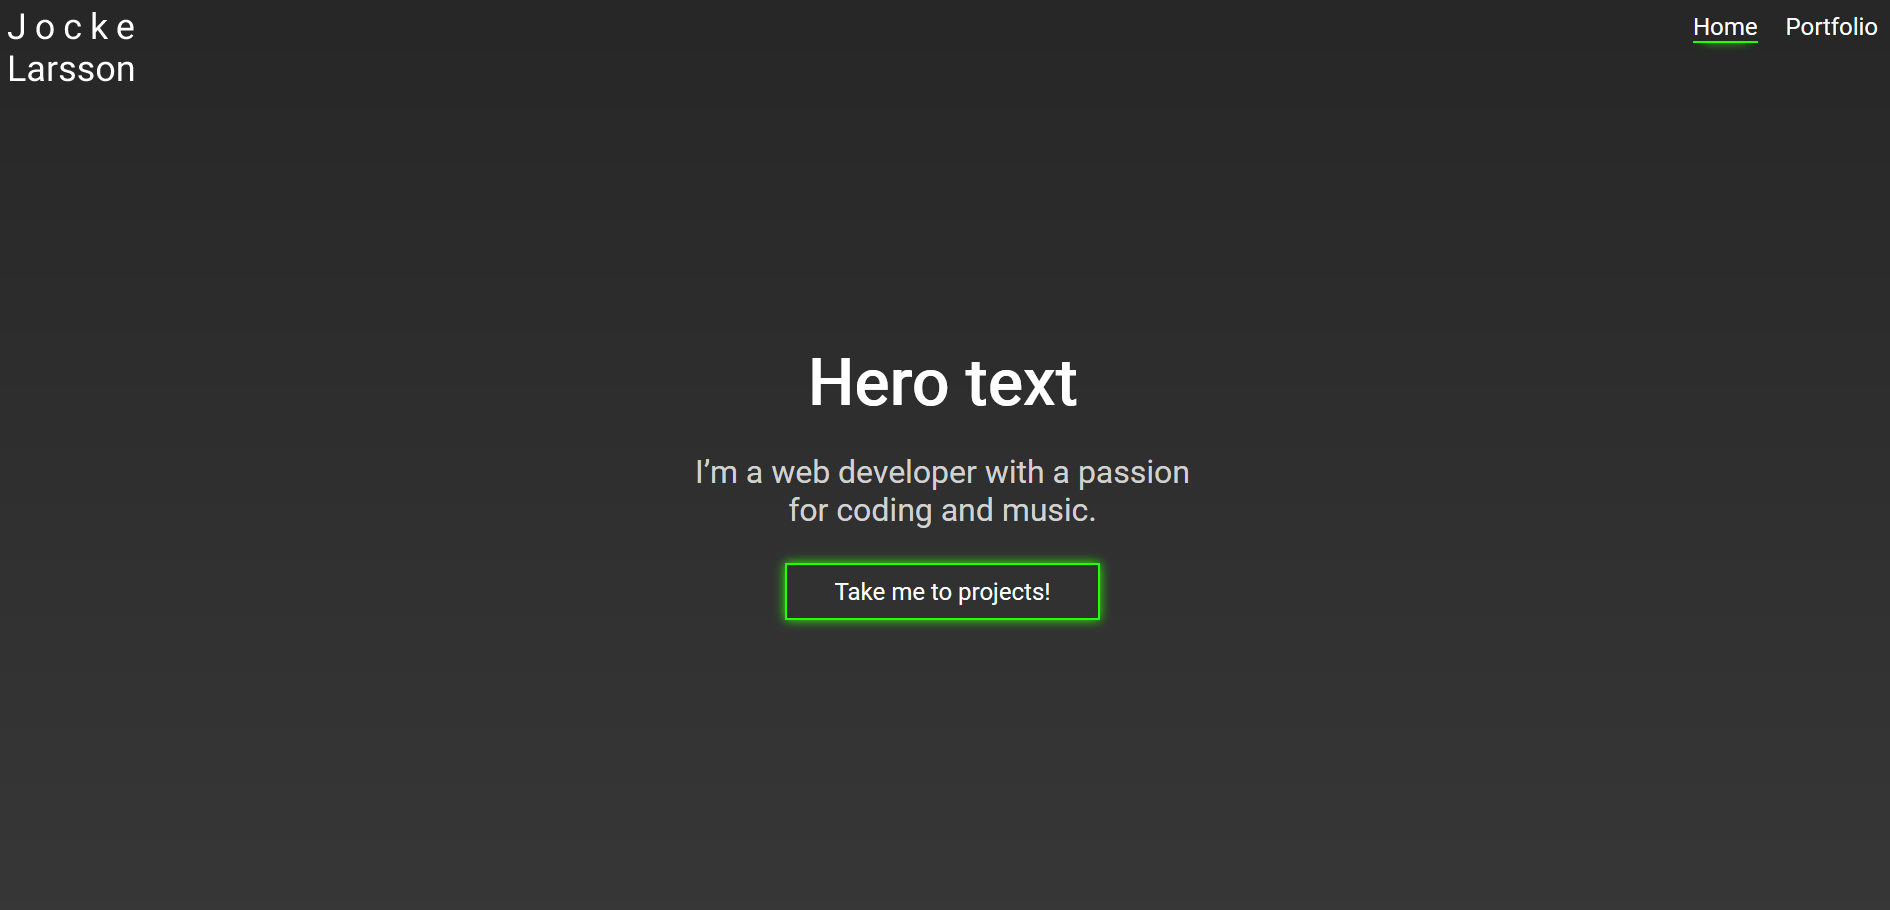 Jocke
Larsson
Home Portfolio
Hero text
I’m a web developer with a passion
for coding and music.
Take me to projects!